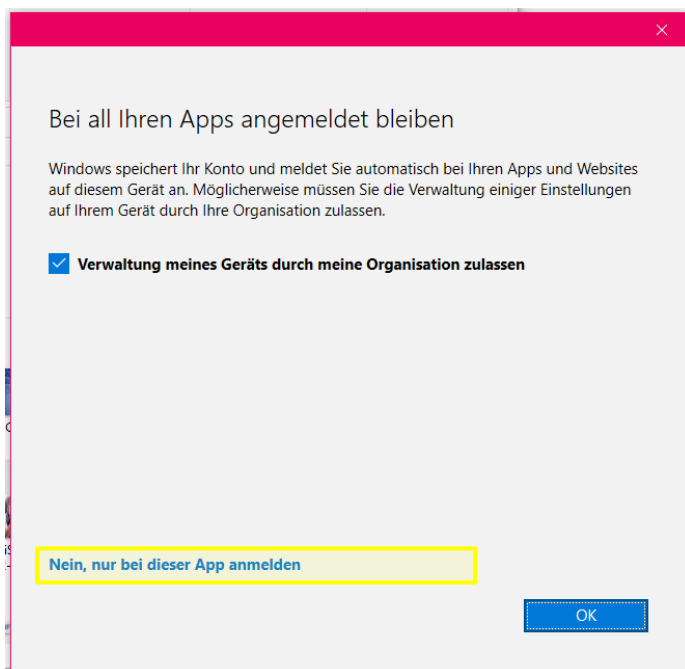 Bei all Ihren Apps angemeldet bleiben
Windows speichert Ihr Konto und meldet Sie automatisch bei Ihren Apps und Websites
auf diesem Gerät an. Möglicherweise müssen Sie die Verwaltung einiger Einstellungen
auf Ihrem Gerät durch Ihre Organisation zulassen.
Verwaltung meines Geräts durch meine Organisation zulassen
Nein, nur bei dieser App anmelden
OK